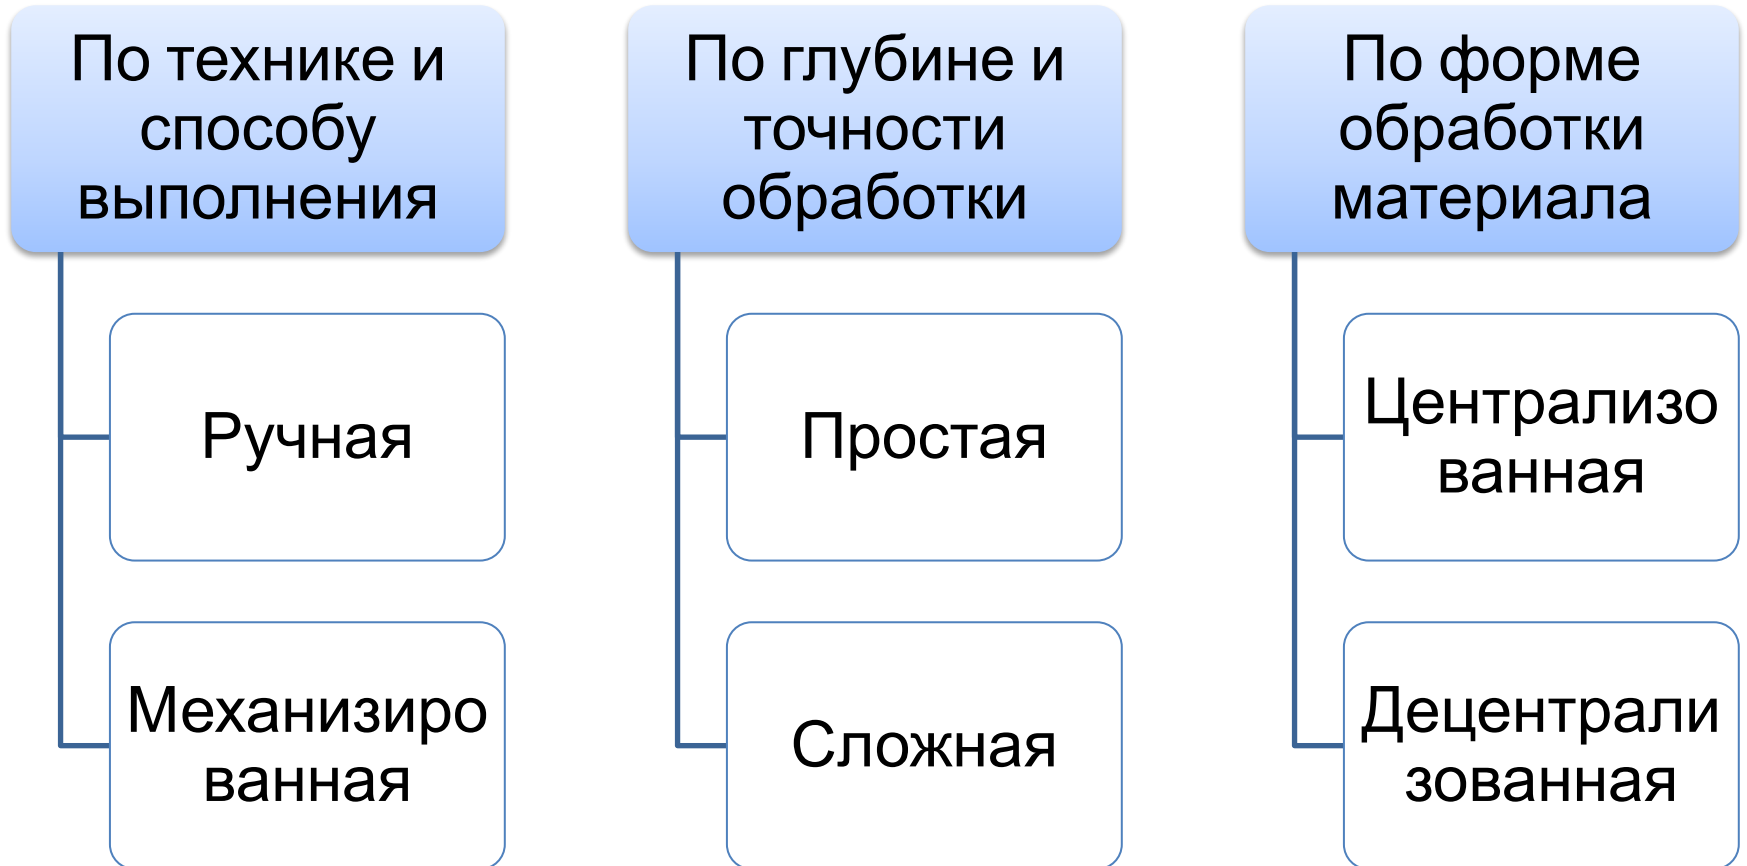 По технике и
способу
выполнения
Ручная
Механизиро
ванная
По глубине и
точности
обработки
Простая
Сложная
По форме
обработки
материала
Централизо
ванная
Децентрали
зованная